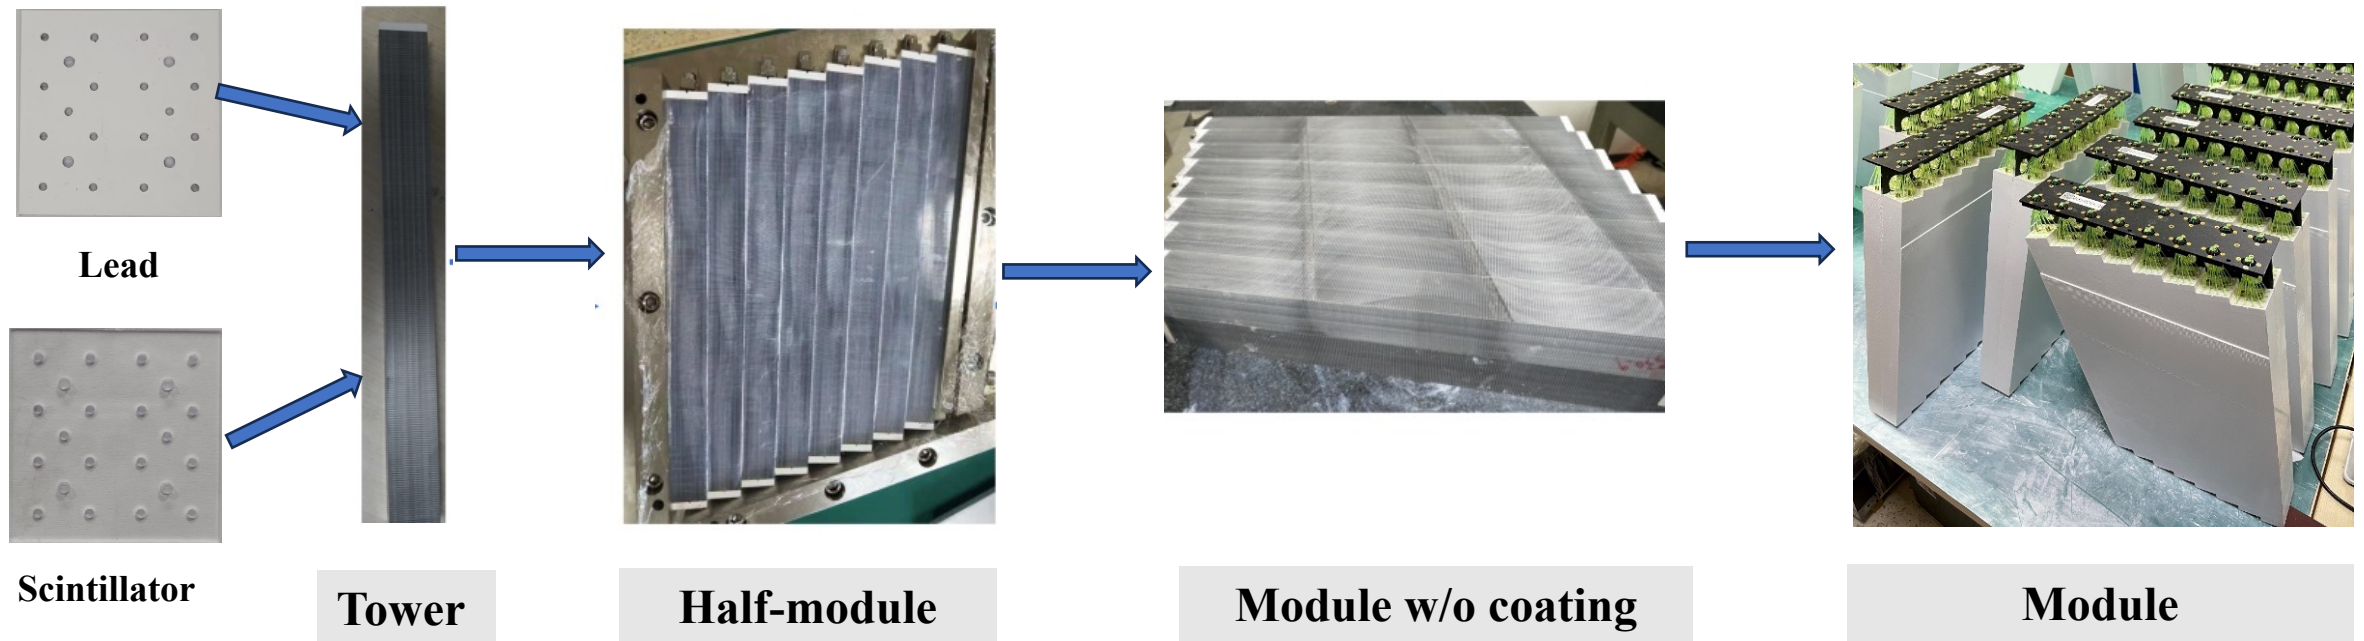 Lead
Scintillator
Tower
Half-module
Module w/o coating
Module